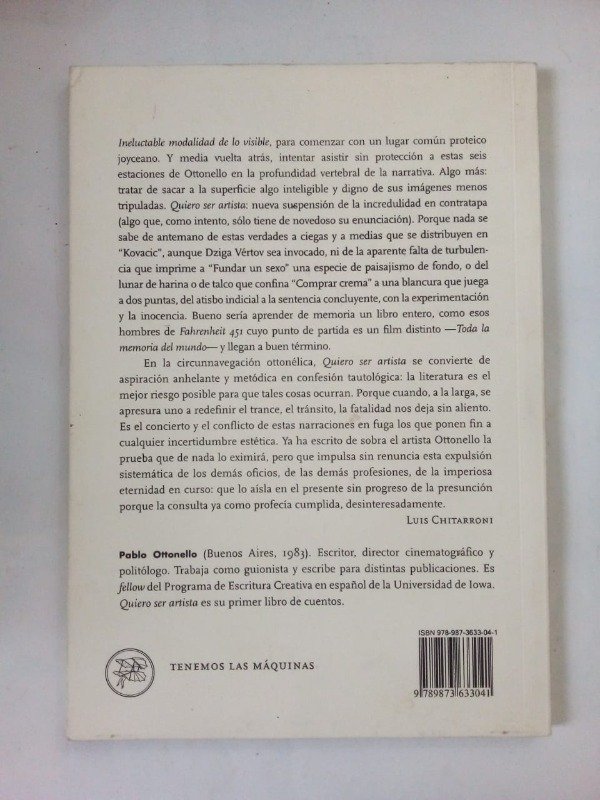 Ineluctable modalidad de lo visible, para comenzar con un lugar común proteico
joyceano. Y media vuelta atrás, intentar asistir sin protección a estas seis
estaciones de Ottonello en la profundidad vertebral de la narrativa. Algo más:
tratar de sacar a la superficie algo inteligible y digno de sus imágenes menos
tripuladas. Quiero ser artista: nueva suspensión de la incredulidad en contratapa
(algo que, como intento, sólo tiene de novedoso su enunciación). Porque nada se
sabe de antemano de estas verdades a ciegas y a medias que se distribuyen en
“Kovacic”, aunque Dziga Vértov sea invocado, ni de la aparente falta de turbulen-
cia que imprime a “Fundar un sexo” una especie de paisajismo de fondo, o del
lunar de harina o de talco que confina “Comprar crema” a una blancura que juega
a dos puntas, del atisbo indicial a la sentencia concluyente, con la experimentación
y la inocencia. Bueno sería aprender de memoria un libro entero, como esos
hombres de Fahrenheit 451 cuyo punto de partida es un film distinto —Toda la
memoria del mundo— y llegan a buen término.
En la circunnavegación ottonélica, Quiero ser artista se convierte de
aspiración anhelante y metódica en confesión tautológica: la literatura es el
mejor riesgo posible para que tales cosas ocurran. Porque cuando, a la larga, se
apresura uno a redefinir el trance, el tránsito, la fatalidad nos deja sin aliento.
Es el concierto y el conflicto de estas narraciones en fuga los que ponen fin a
cualquier incertidumbre estética. Ya ha escrito de sobra el artista Ottonello la
prueba que de nada lo eximirá, pero que impulsa sin renuncia esta expulsión
sistemática de los demás oficios, de las demás profesiones, de la imperiosa
eternidad en curso: que lo aísla en el presente sin progreso de la presunción
porque la consulta ya como profecía cumplida, desinteresadamente.
Luis Chitarroni
Pablo Ottonello (Buenos Aires, 1983). Escritor, director cinematográfico y
politólogo. Trabaja como guionista y escribe para distintas publicaciones. Es
fellow del Programa de Escritura Creativa en español de la Universidad de Iowa.
Quiero ser artista es su primer libro de cuentos.
ISBN 978-987-3633-04-1
TENEMOS LAS MÁQUINAS
9 789873 633041